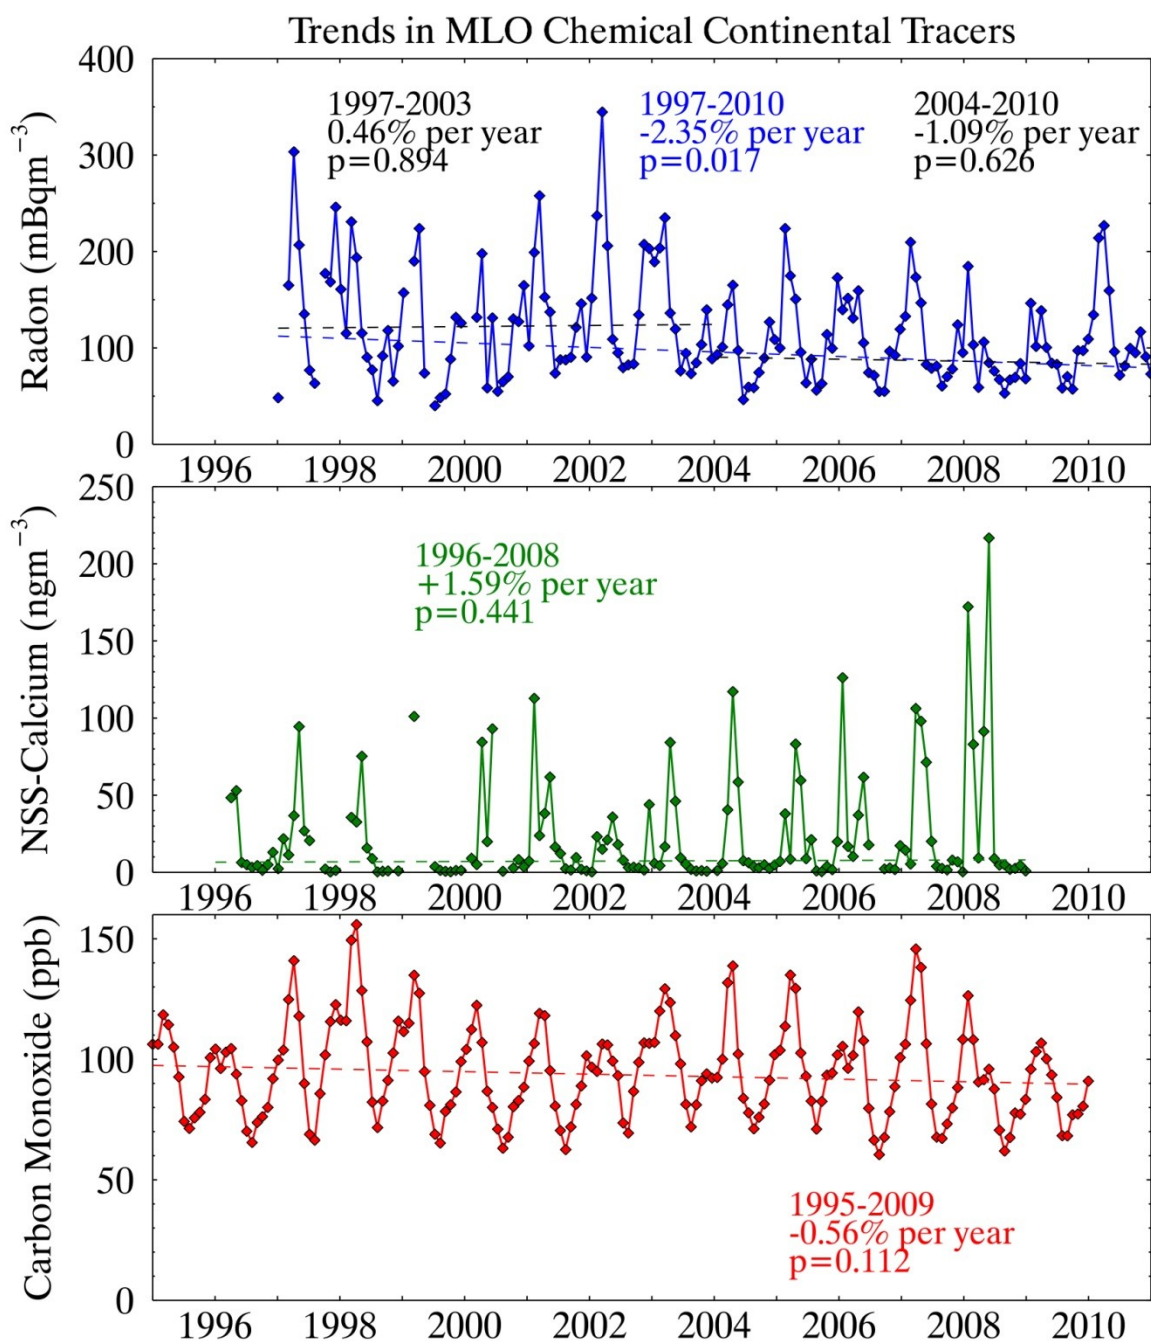 Trends in MLO Chemical Continental Tracers
400
300
200
100
0
Radon (mBqm⁻³)
1997-2003
0.46% per year
p=0.894
1997-2010
-2.35% per year
p=0.017
2004-2010
-1.09% per year
p=0.626
1996 1998 2000 2002 2004 2006 2008 2010
250
200
150
100
50
0
NSS-Calcium (ngm⁻³)
1996-2008
+1.59% per year
p=0.441
1996 1998 2000 2002 2004 2006 2008 2010
150
100
50
0
Carbon Monoxide (ppb)
1995-2009
-0.56% per year
p=0.112
1996 1998 2000 2002 2004 2006 2008 2010